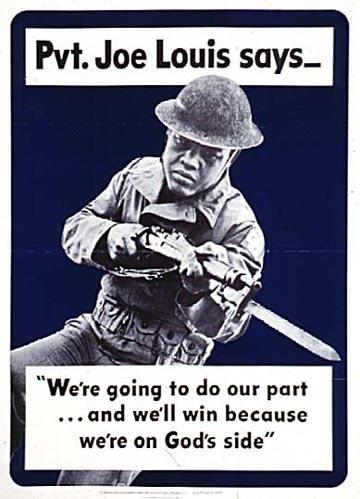 Pvt. Joe Louis says_
"We're going to do our part
...and we'll win because
we're on God's side"